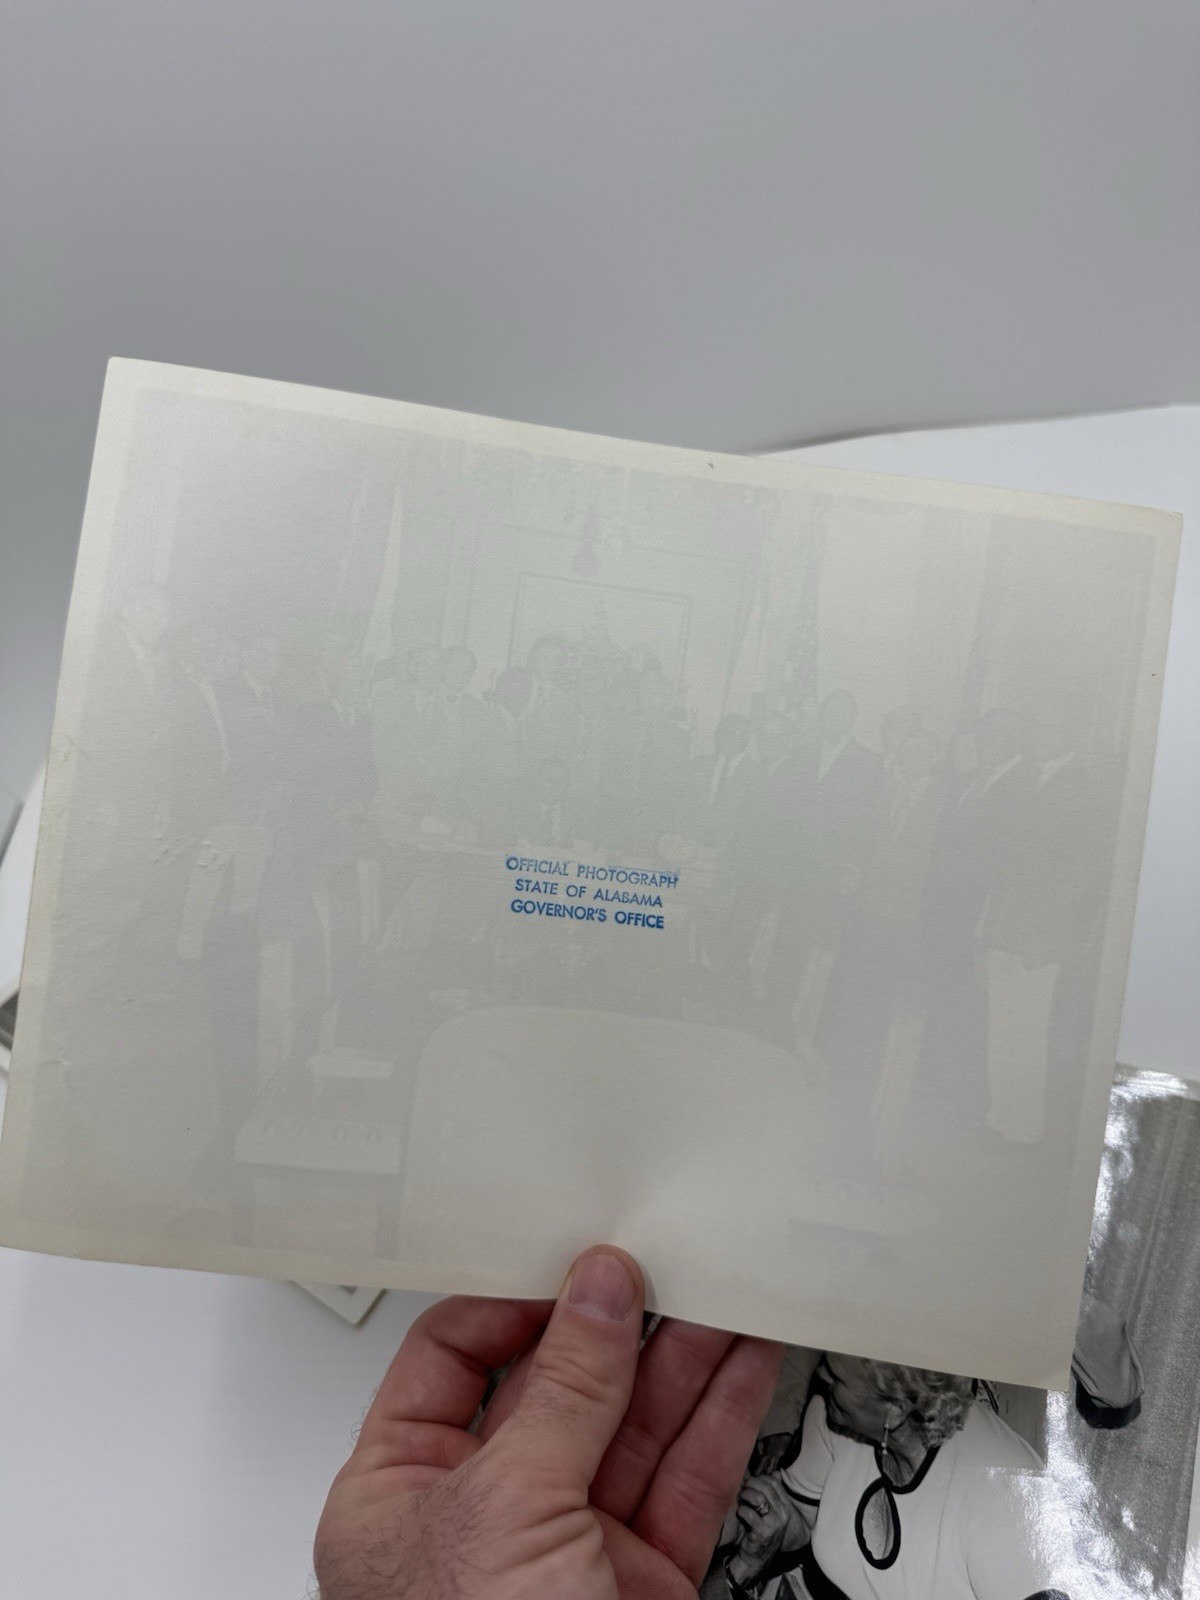 OFFICIAL PHOTOGRAPH
STATE OF ALABAMA
GOVERNOR'S OFFICE